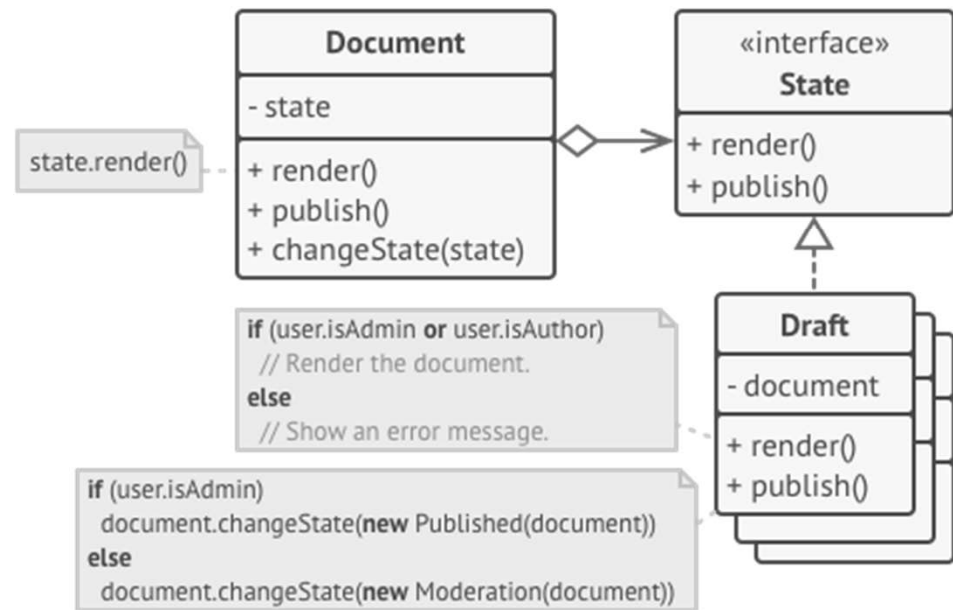 Document
- state
+ render()
+ publish()
+ changeState(state)
«interface»
State
+ render()
+ publish()
state.render()
Draft
- document
+ render()
+ publish()
if (user.isAdmin or user.isAuthor)
// Render the document.
else
// Show an error message.
if (user.isAdmin)
document.changeState(new Published(document))
else
document.changeState(new Moderation(document))